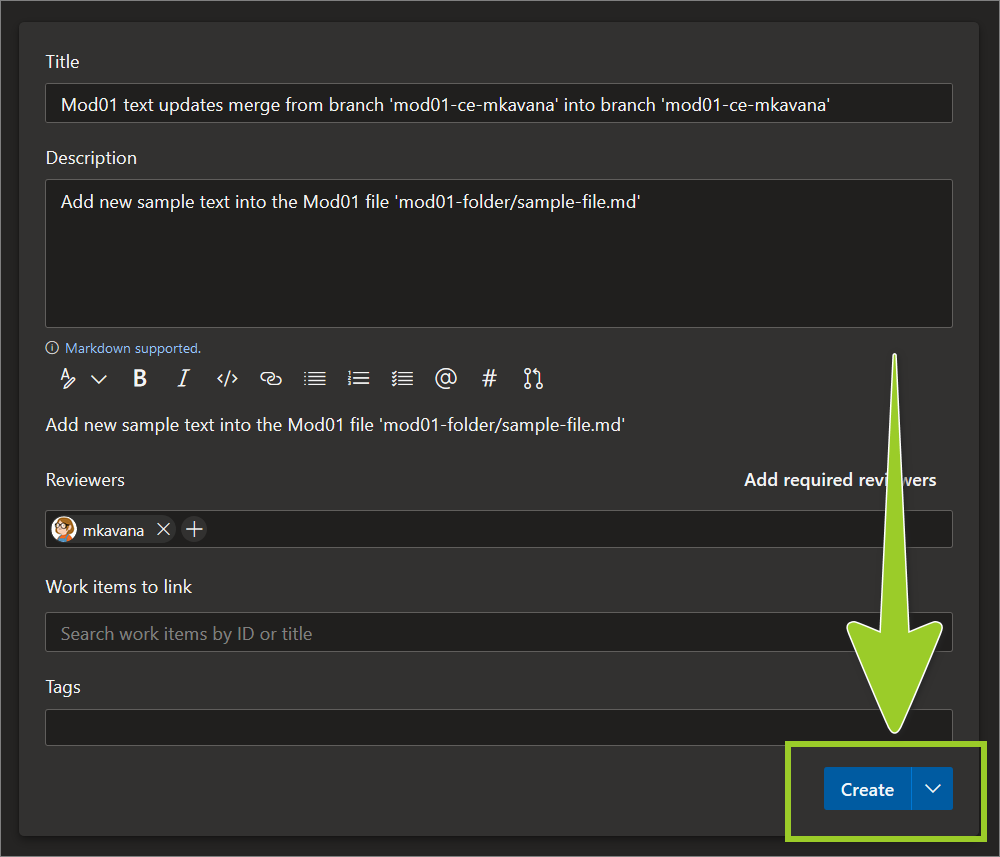 Title
Mod01 text updates merge from branch 'mod01-ce-mkavana' into branch 'mod01-ce-mkavana'
Description
Add new sample text into the Mod01 file 'mod01-folder/sample-file.md'
Markdown supported.
Add new sample text into the Mod01 file 'mod01-folder/sample-file.md'
Reviewers
Add required reviewers
mkavana
Work items to link
Search work items by ID or title
Tags
Create